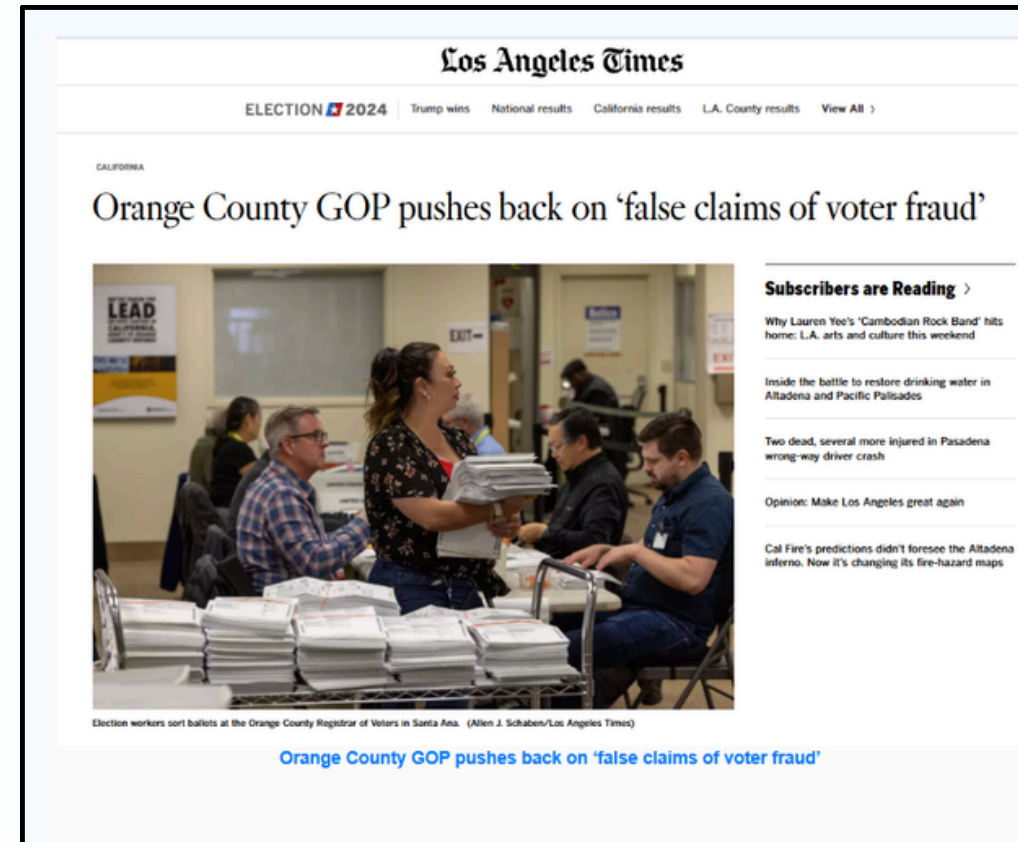 Los Angeles Times
ELECTION 2024 Trump wins National results California results L.A. County results View All >
CALIFORNIA
Orange County GOP pushes back on ‘false claims of voter fraud’
LEAD
CALIFORNIA
EXIT
Notice
EXIT
Subscribers are Reading >
Why Lauren Yee's 'Cambodian Rock Band' hits
home: L.A. arts and culture this weekend
Inside the battle to restore drinking water in
Altadena and Pacific Palisades
Two dead, several more injured in Pasadena
wrong-way driver crash
Opinion: Make Los Angeles great again
Cal Fire's predictions didn't foresee the Altadena
inferno. Now it's changing its fire-hazard maps
Election workers sort ballots at the Orange County Registrar of Voters in Santa Ana. (Allen J. Schaben/Los Angeles Times)
Orange County GOP pushes back on ‘false claims of voter fraud’